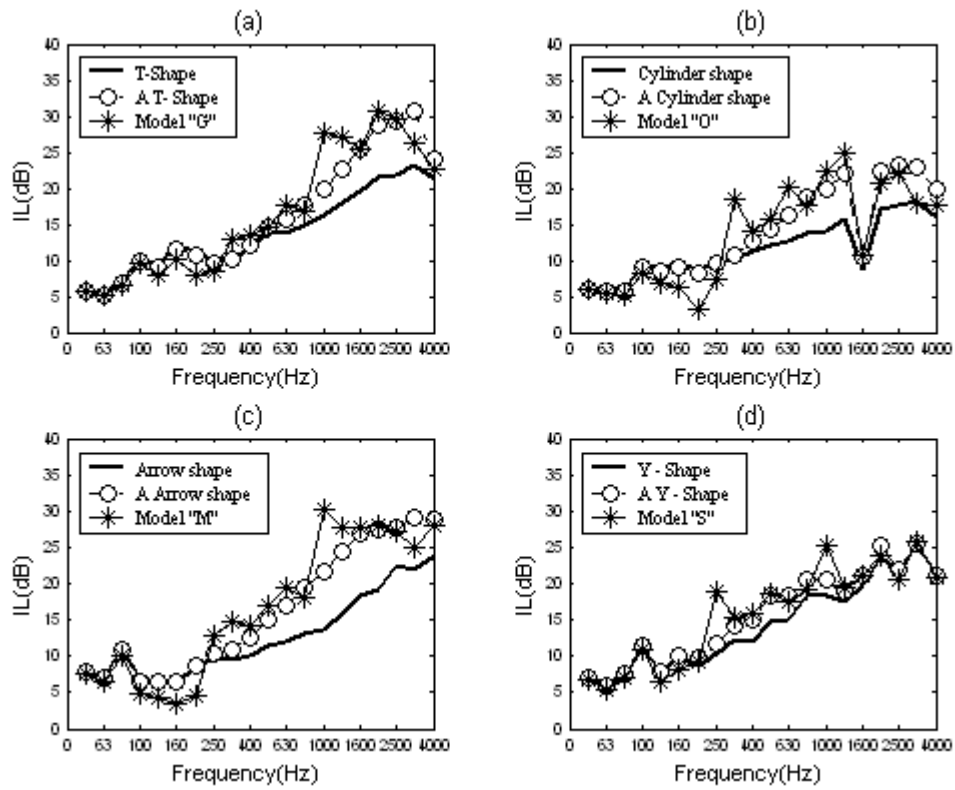 (a)
40
35
30
25
20
15
10
5
0
IL(dB)
T-Shape
A T- Shape
Model "G"
0 63 100 160 250 400 630 1000 1600 2500 4000
Frequency(Hz)
(b)
40
35
30
25
20
15
10
5
0
IL(dB)
Cylinder shape
A Cylinder shape
Model "O"
0 63 100 160 250 400 630 1000 1600 2500 4000
Frequency(Hz)
(c)
40
35
30
25
20
15
10
5
0
IL(dB)
Arrow shape
A Arrow shape
Model "M"
0 63 100 160 250 400 630 1000 1600 2500 4000
Frequency(Hz)
(d)
40
35
30
25
20
15
10
5
0
IL(dB)
Y - Shape
A Y - Shape
Model "S"
0 63 100 160 250 400 630 1000 1600 2500 4000
Frequency(Hz)